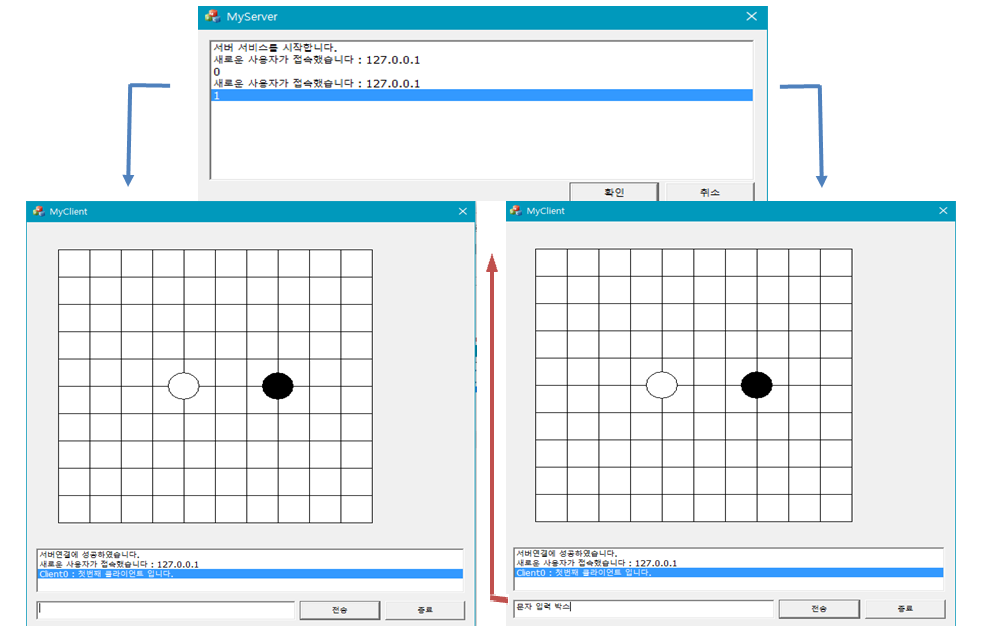 MyServer
서버 서비스를 시작합니다.
새로운 사용자가 접속했습니다 : 127.0.0.1
0
새로운 사용자가 접속했습니다 : 127.0.0.1
1
확인
취소
MyClient
서버연결에 성공하였습니다.
새로운 사용자가 접속했습니다 : 127.0.0.1
Client0 : 첫번째 클라이언트 입니다.
전송
종료
MyClient
서버연결에 성공하였습니다.
새로운 사용자가 접속했습니다 : 127.0.0.1
Client0 : 첫번째 클라이언트 입니다.
문자 입력 박스
전송
종료